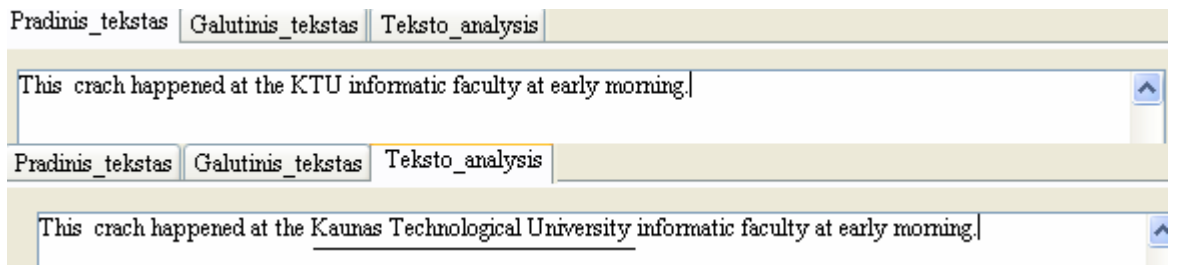 Pradinis_tekstas Galutinis_tekstas Teksto_analysis
This crach happened at the KTU informatic faculty at early morning.
Pradinis_tekstas Galutinis_tekstas Teksto_analysis
This crach happened at the Kaunas Technological University informatic faculty at early morning.